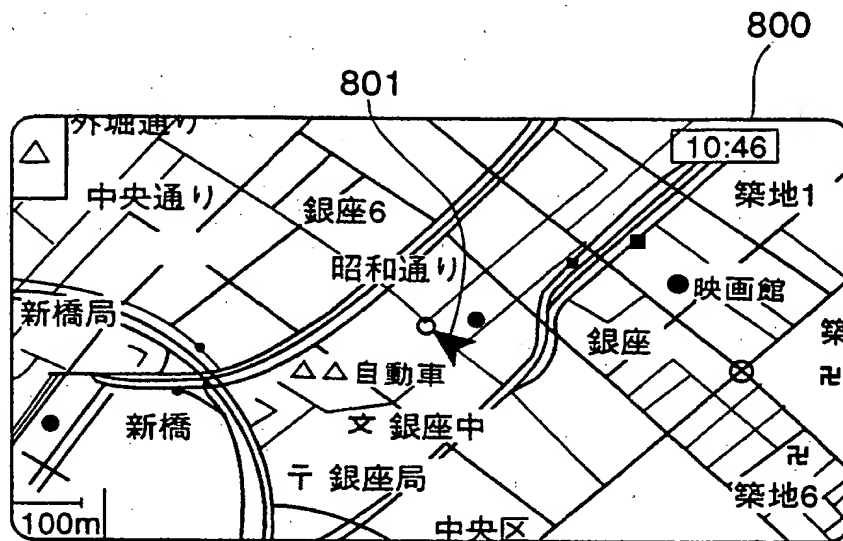 800
801
外堀通り
10:46
中央通り
銀座6
築地1
昭和通り
映画館
新橋局
銀座
築
△△自動車
新橋
文 銀座中
〒 銀座局
築地6
100m
中央区